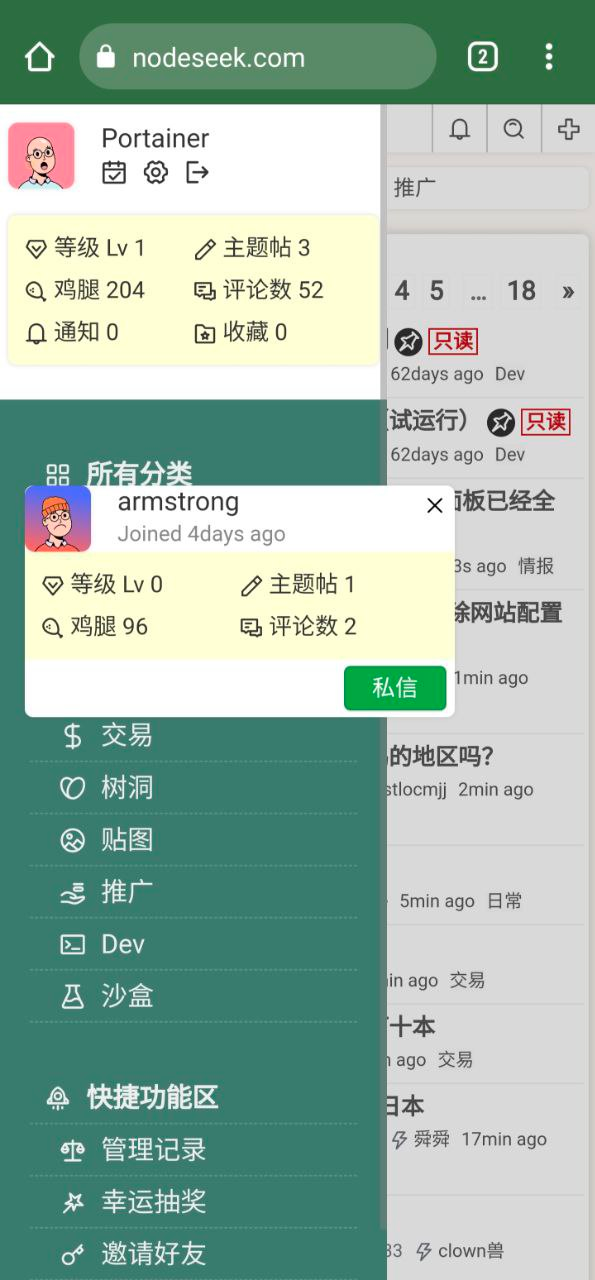 nodeseek.com
2
Portainer
等级 Lv 1
主题帖 3
鸡腿 204
评论数 52
通知 0
收藏 0
推广
4 5 ... 18 »
只读
62days ago Dev
试运行） 只读
62days ago Dev
所有分类
armstrong
Joined 4days ago
等级 Lv 0
主题帖 1
鸡腿 96
评论数 2
私信
面板已经全
3s ago 情报
除网站配置
1min ago
的地区吗？
stlocmjj 2min ago
5min ago 日常
in ago 交易
十本
ago 交易
日本
舜舜 17min ago
33 clown兽
交易
树洞
贴图
推广
Dev
沙盒
快捷功能区
管理记录
幸运抽奖
邀请好友